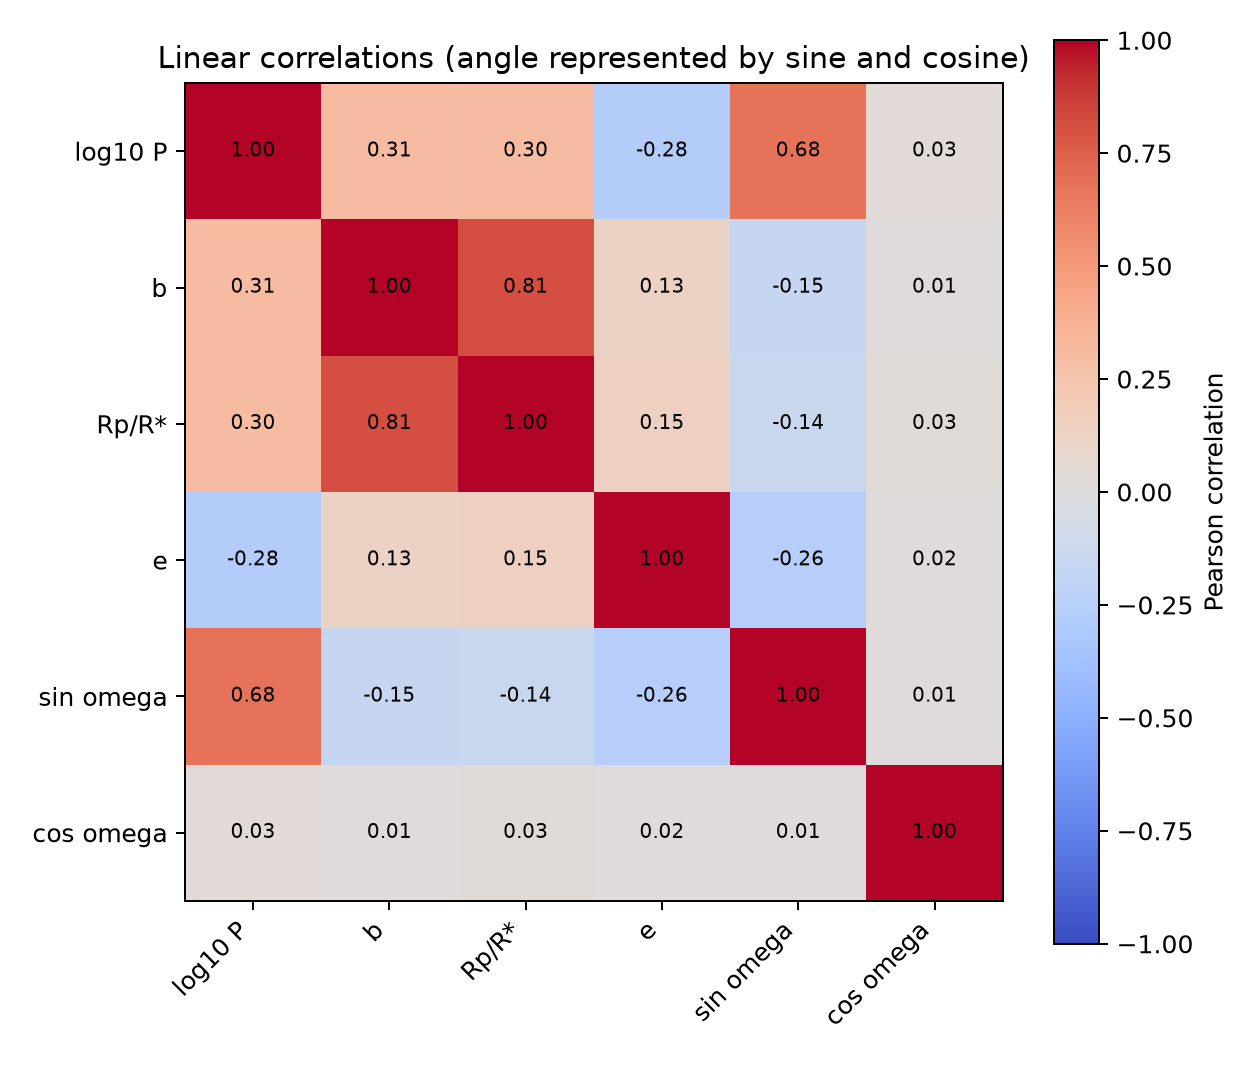 Linear correlations (angle represented by sine and cosine)
log10 P
1.00 0.31 0.30 -0.28 0.68 0.03
b
0.31 1.00 0.81 0.13 -0.15 0.01
Rp/R*
0.30 0.81 1.00 0.15 -0.14 0.03
e
-0.28 0.13 0.15 1.00 -0.26 0.02
sin omega
0.68 -0.15 -0.14 -0.26 1.00 0.01
cos omega
0.03 0.01 0.03 0.02 0.01 1.00
log10 P
b
Rp/R*
e
sin omega
cos omega
1.00
0.75
0.50
0.25
0.00
−0.25
−0.50
−0.75
−1.00
Pearson correlation